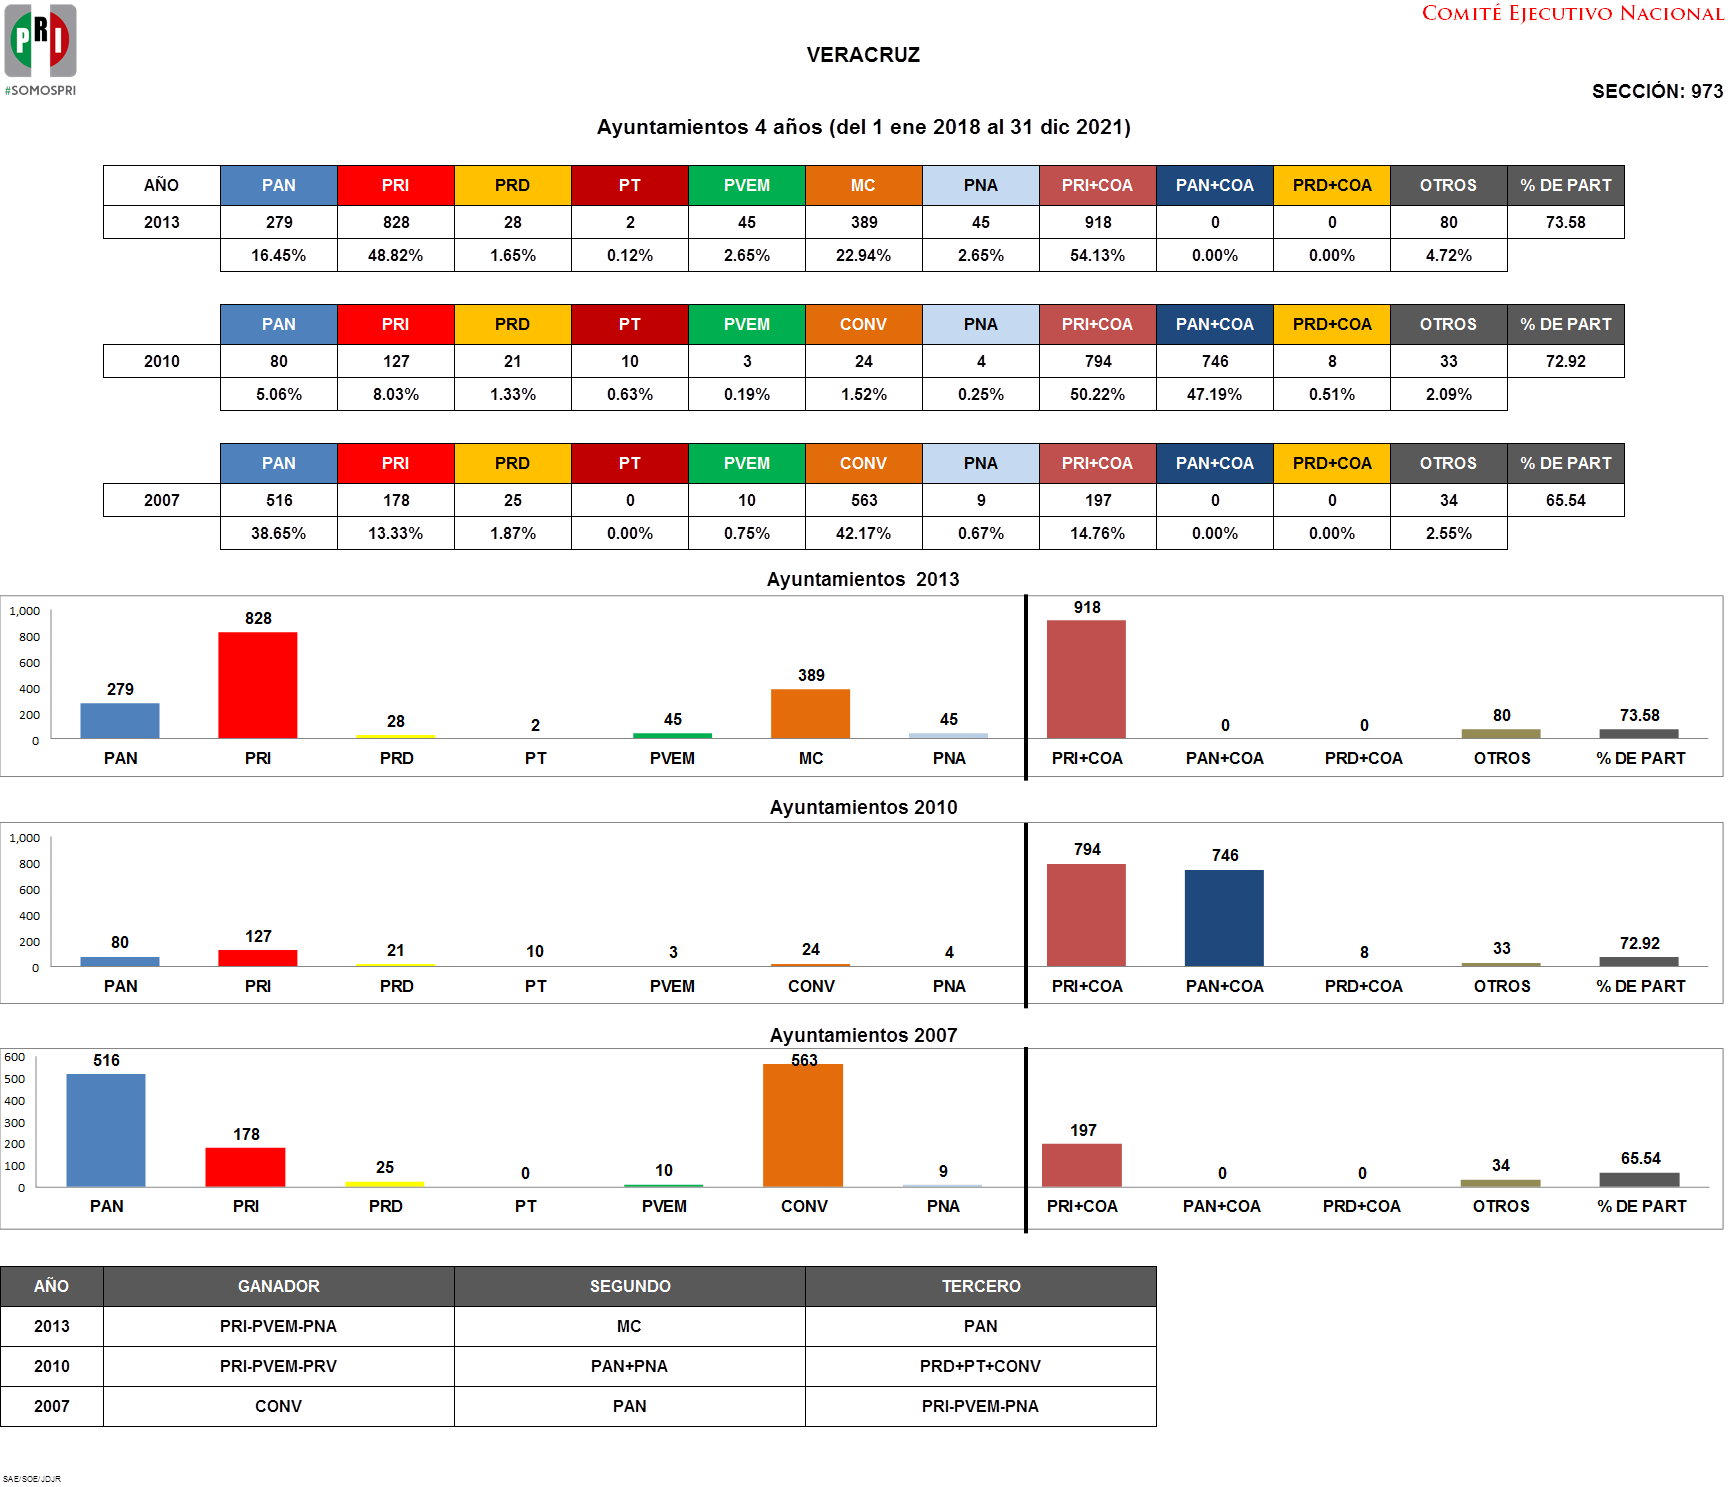 PRI
#SOMOSPRI
COMITÉ EJECUTIVO NACIONAL
VERACRUZ
SECCIÓN: 973
Ayuntamientos 4 años (del 1 ene 2018 al 31 dic 2021)
AÑO PAN PRI PRD PT PVEM MC PNA PRI+COA PAN+COA PRD+COA OTROS % DE PART
2013 279 828 28 2 45 389 45 918 0 0 80 73.58
16.45% 48.82% 1.65% 0.12% 2.65% 22.94% 2.65% 54.13% 0.00% 0.00% 4.72%
PAN PRI PRD PT PVEM CONV PNA PRI+COA PAN+COA PRD+COA OTROS % DE PART
2010 80 127 21 10 3 24 4 794 746 8 33 72.92
5.06% 8.03% 1.33% 0.63% 0.19% 1.52% 0.25% 50.22% 47.19% 0.51% 2.09%
PAN PRI PRD PT PVEM CONV PNA PRI+COA PAN+COA PRD+COA OTROS % DE PART
2007 516 178 25 0 10 563 9 197 0 0 34 65.54
38.65% 13.33% 1.87% 0.00% 0.75% 42.17% 0.67% 14.76% 0.00% 0.00% 2.55%
Ayuntamientos 2013
1,000
800
600
400
200
0
279 828 28 2 45 389 45 918 0 0 80 73.58
PAN PRI PRD PT PVEM MC PNA PRI+COA PAN+COA PRD+COA OTROS % DE PART
Ayuntamientos 2010
1,000
800
600
400
200
0
80 127 21 10 3 24 4 794 746 8 33 72.92
PAN PRI PRD PT PVEM CONV PNA PRI+COA PAN+COA PRD+COA OTROS % DE PART
Ayuntamientos 2007
600
500
400
300
200
100
0
516 178 25 0 10 563 9 197 0 0 34 65.54
PAN PRI PRD PT PVEM CONV PNA PRI+COA PAN+COA PRD+COA OTROS % DE PART
AÑO GANADOR SEGUNDO TERCERO
2013 PRI-PVEM-PNA MC PAN
2010 PRI-PVEM-PRV PAN+PNA PRD+PT+CONV
2007 CONV PAN PRI-PVEM-PNA
SAE/SOE/JDJR